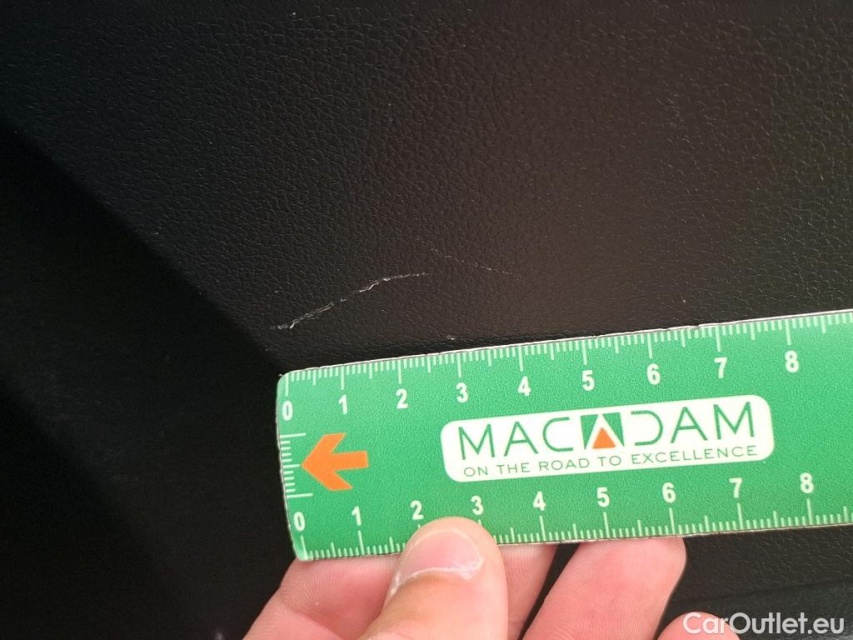 0 1 2 3 4 5 6 7 8
MACADAM
ON THE ROAD TO EXCELLENCE
0 1 2 3 4 5 6 7 8
CarOutlet.eu